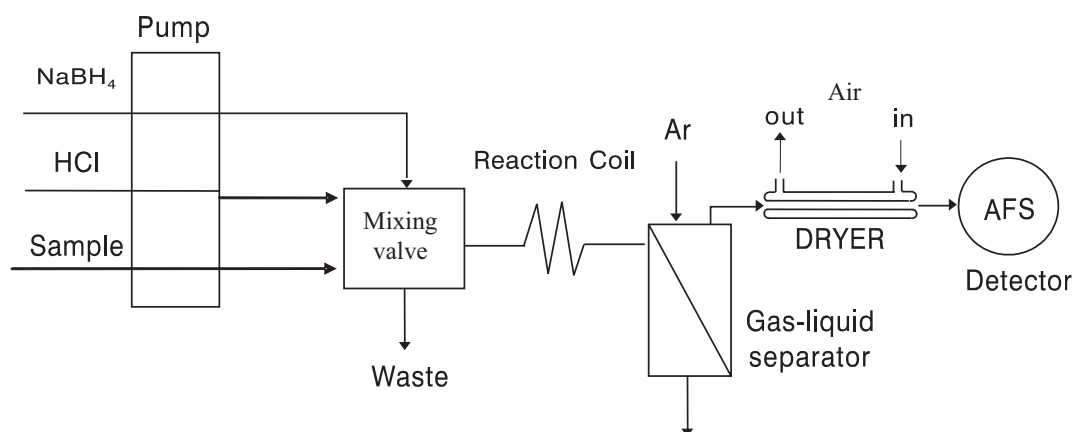 Pump
NaBH₄
HCl
Sample
Mixing
valve
Waste
Reaction Coil
Ar
Gas-liquid
separator
Air
out
in
DRYER
AFS
Detector